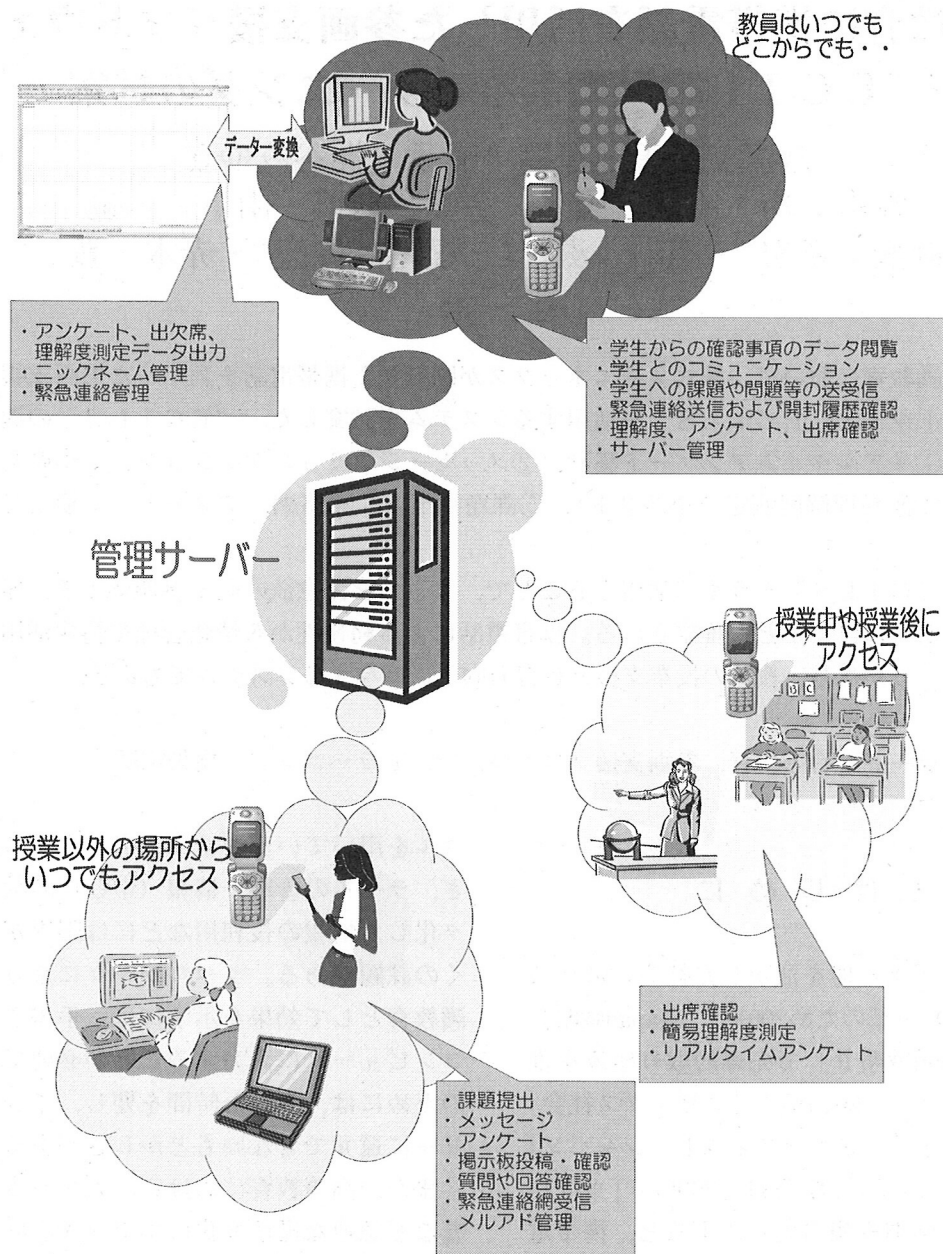 教員はいつでも
どこからでも・・
データー変換
・アンケート、出欠席、
理解度測定データ出力
・ニックネーム管理
・緊急連絡管理
・学生からの確認事項のデータ閲覧
・学生とのコミュニケーション
・学生への課題や問題等の送受信
・緊急連絡送信および開封履歴確認
・理解度、アンケート、出席確認
・サーバー管理
管理サーバー
授業中や授業後に
アクセス
授業以外の場所から
いつでもアクセス
・出席確認
・簡易理解度測定
・リアルタイムアンケート
・課題提出
・メッセージ
・アンケート
・掲示板投稿・確認
・質問や回答確認
・緊急連絡網受信
・メルアド管理